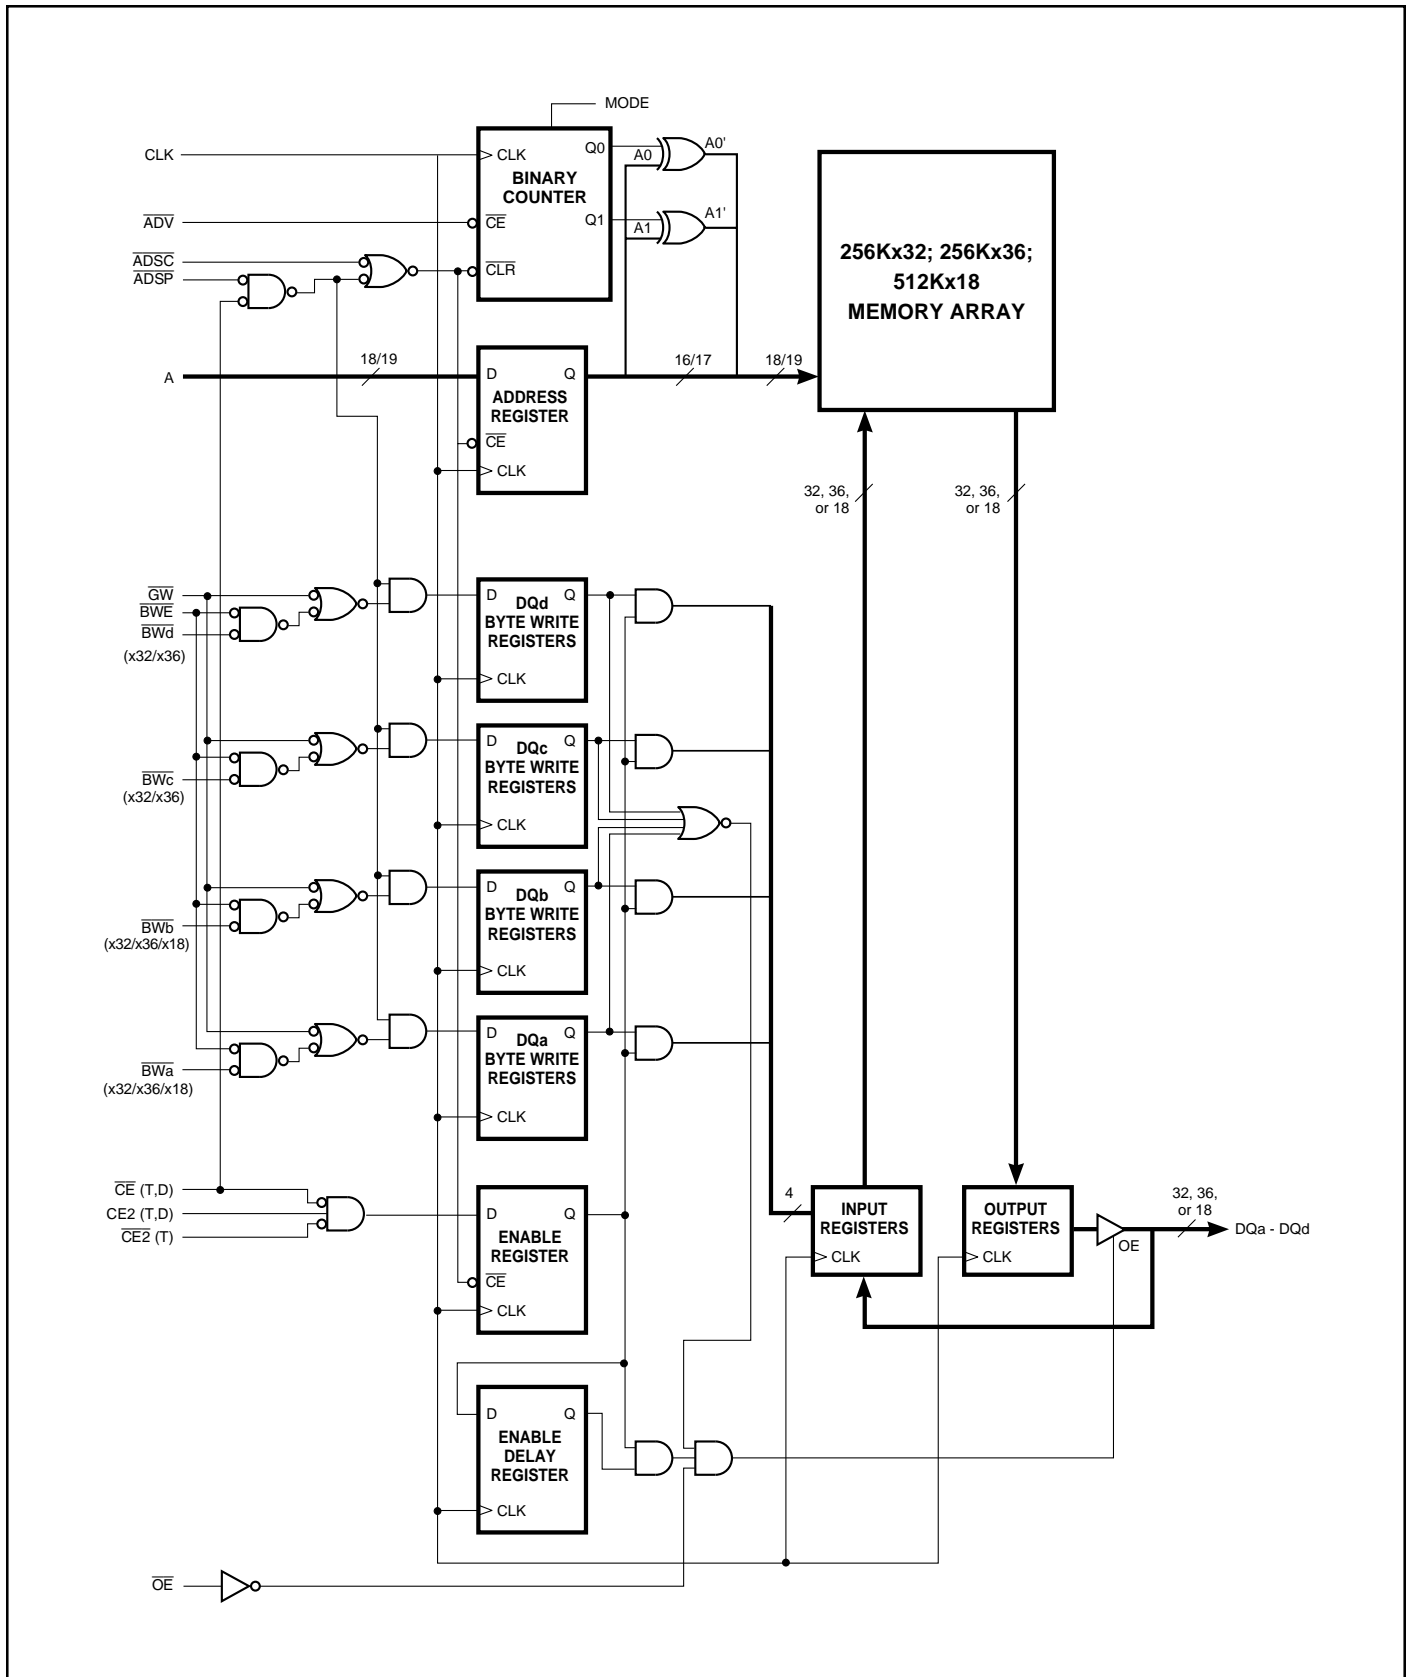 MODE
CLK
CLK
Q0
A0
A0'
BINARY
COUNTER
ADV
CE
Q1
A1
A1'
ADSC
ADSP
CLR
256Kx32; 256Kx36;
512Kx18
MEMORY ARRAY
A
18/19
D
Q
16/17
18/19
ADDRESS
REGISTER
CE
CLK
32, 36,
or 18
32, 36,
or 18
GW
BWE
BWd
(x32/x36)
D
Q
DQd
BYTE WRITE
REGISTERS
CLK
BWc
(x32/x36)
D
Q
DQc
BYTE WRITE
REGISTERS
CLK
BWb
(x32/x36/x18)
D
Q
DQb
BYTE WRITE
REGISTERS
CLK
BWa
(x32/x36/x18)
D
Q
DQa
BYTE WRITE
REGISTERS
CLK
CE (T,D)
CE2 (T,D)
CE2 (T)
D
Q
ENABLE
REGISTER
CE
CLK
4
INPUT
REGISTERS
CLK
OUTPUT
REGISTERS
CLK
OE
32, 36,
or 18
DQa - DQd
D
Q
ENABLE
DELAY
REGISTER
CLK
OE